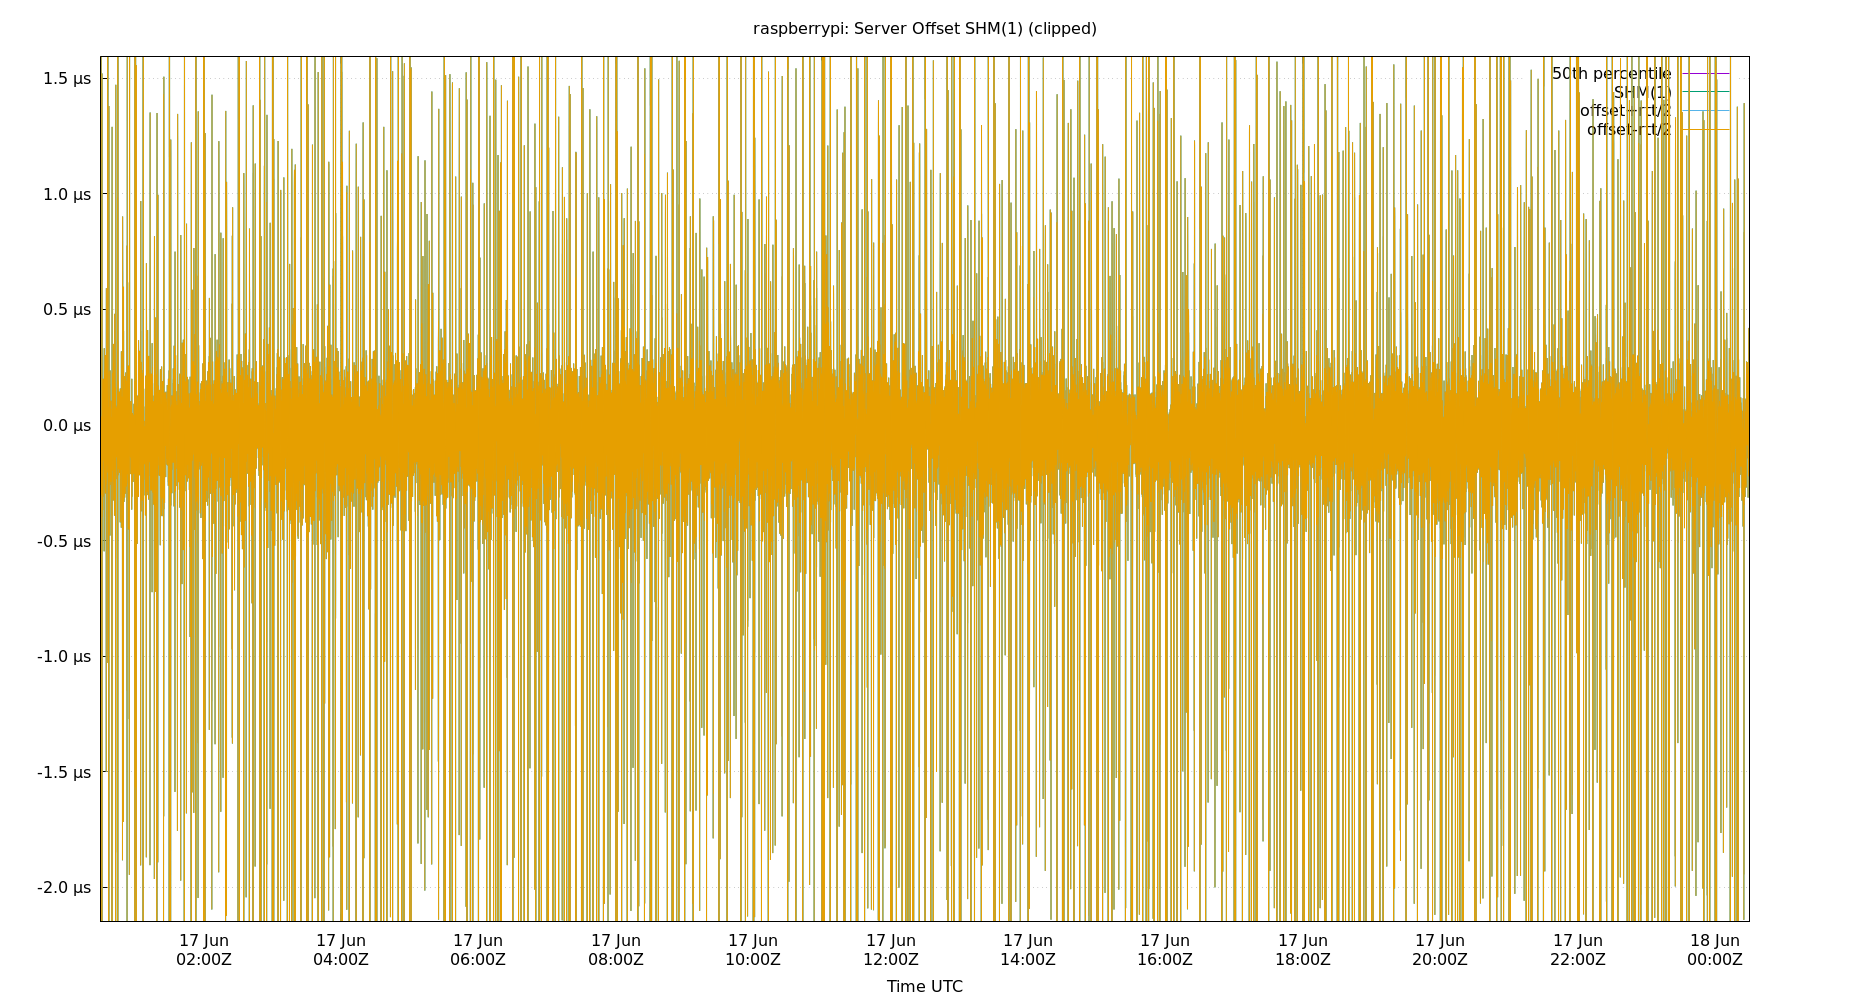 raspberrypi: Server Offset SHM(1) (clipped)
1.5 µs
1.0 µs
0.5 µs
0.0 µs
-0.5 µs
-1.0 µs
-1.5 µs
-2.0 µs
50th percentile
SHM(1)
offset+rtt/2
offset-rtt/2
17 Jun 17 Jun 17 Jun 17 Jun 17 Jun 17 Jun 17 Jun 17 Jun 17 Jun 17 Jun 17 Jun 18 Jun
02:00Z 04:00Z 06:00Z 08:00Z 10:00Z 12:00Z 14:00Z 16:00Z 18:00Z 20:00Z 22:00Z 00:00Z
Time UTC